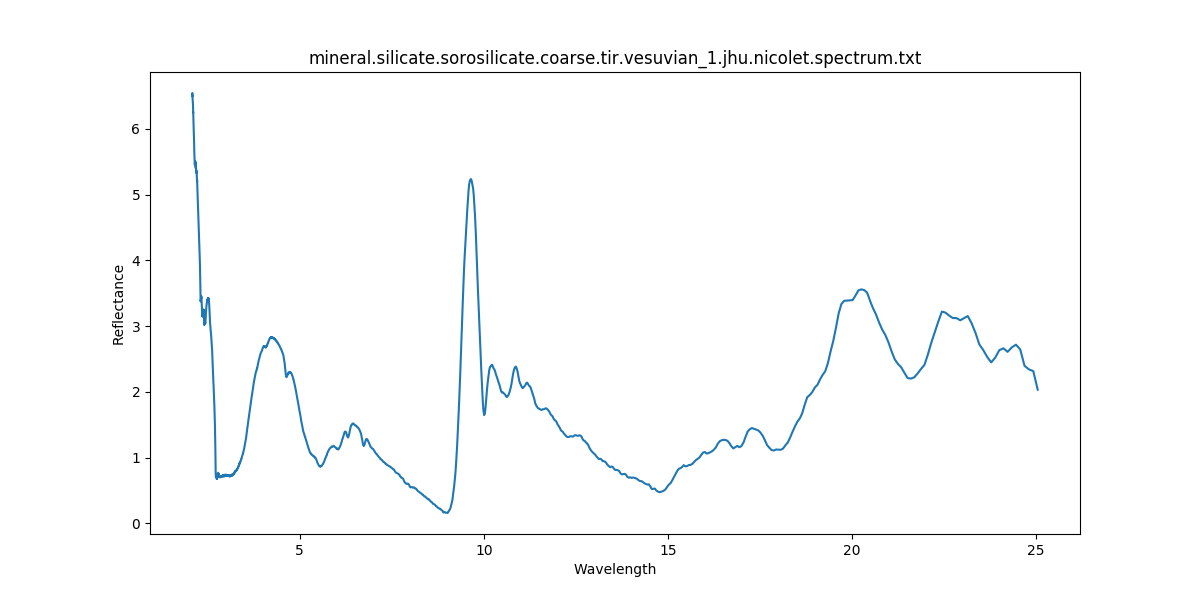 mineral.silicate.sorosilicate.coarse.tir.vesuvian_1.jhu.nicolet.spectrum.txt
6
5
4
3
2
1
0
Reflectance
5 10 15 20 25
Wavelength